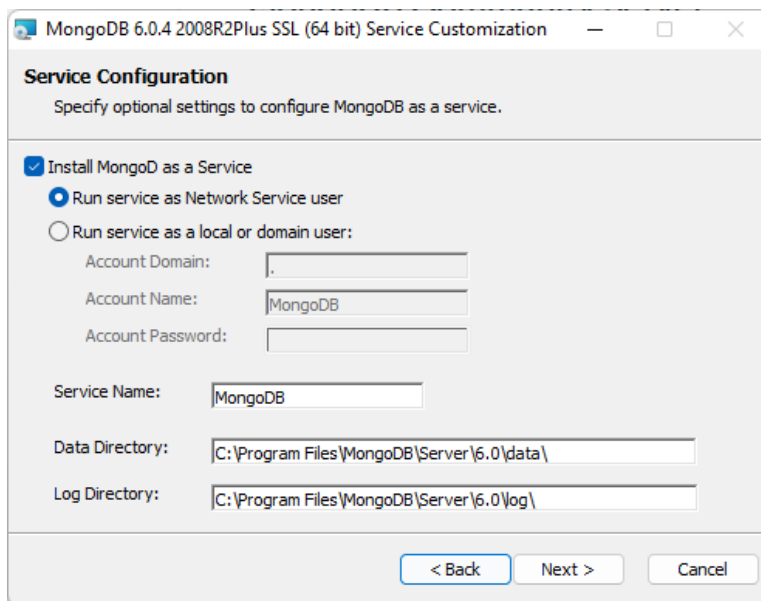 MongoDB 6.0.4 2008R2Plus SSL (64 bit) Service Customization
Service Configuration
Specify optional settings to configure MongoDB as a service.
Install MongoD as a Service
Run service as Network Service user
Run service as a local or domain user:
Account Domain: .
Account Name: MongoDB
Account Password:
Service Name: MongoDB
Data Directory: C:\Program Files\MongoDB\Server\6.0\data\
Log Directory: C:\Program Files\MongoDB\Server\6.0\log\
< Back Next > Cancel